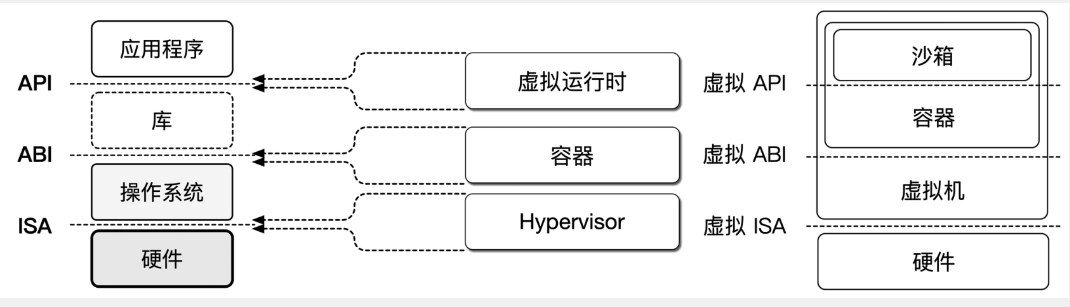 应用程序
API
库
ABI
操作系统
ISA
硬件
虚拟运行时
容器
Hypervisor
虚拟 API
虚拟 ABI
虚拟 ISA
沙箱
容器
虚拟机
硬件